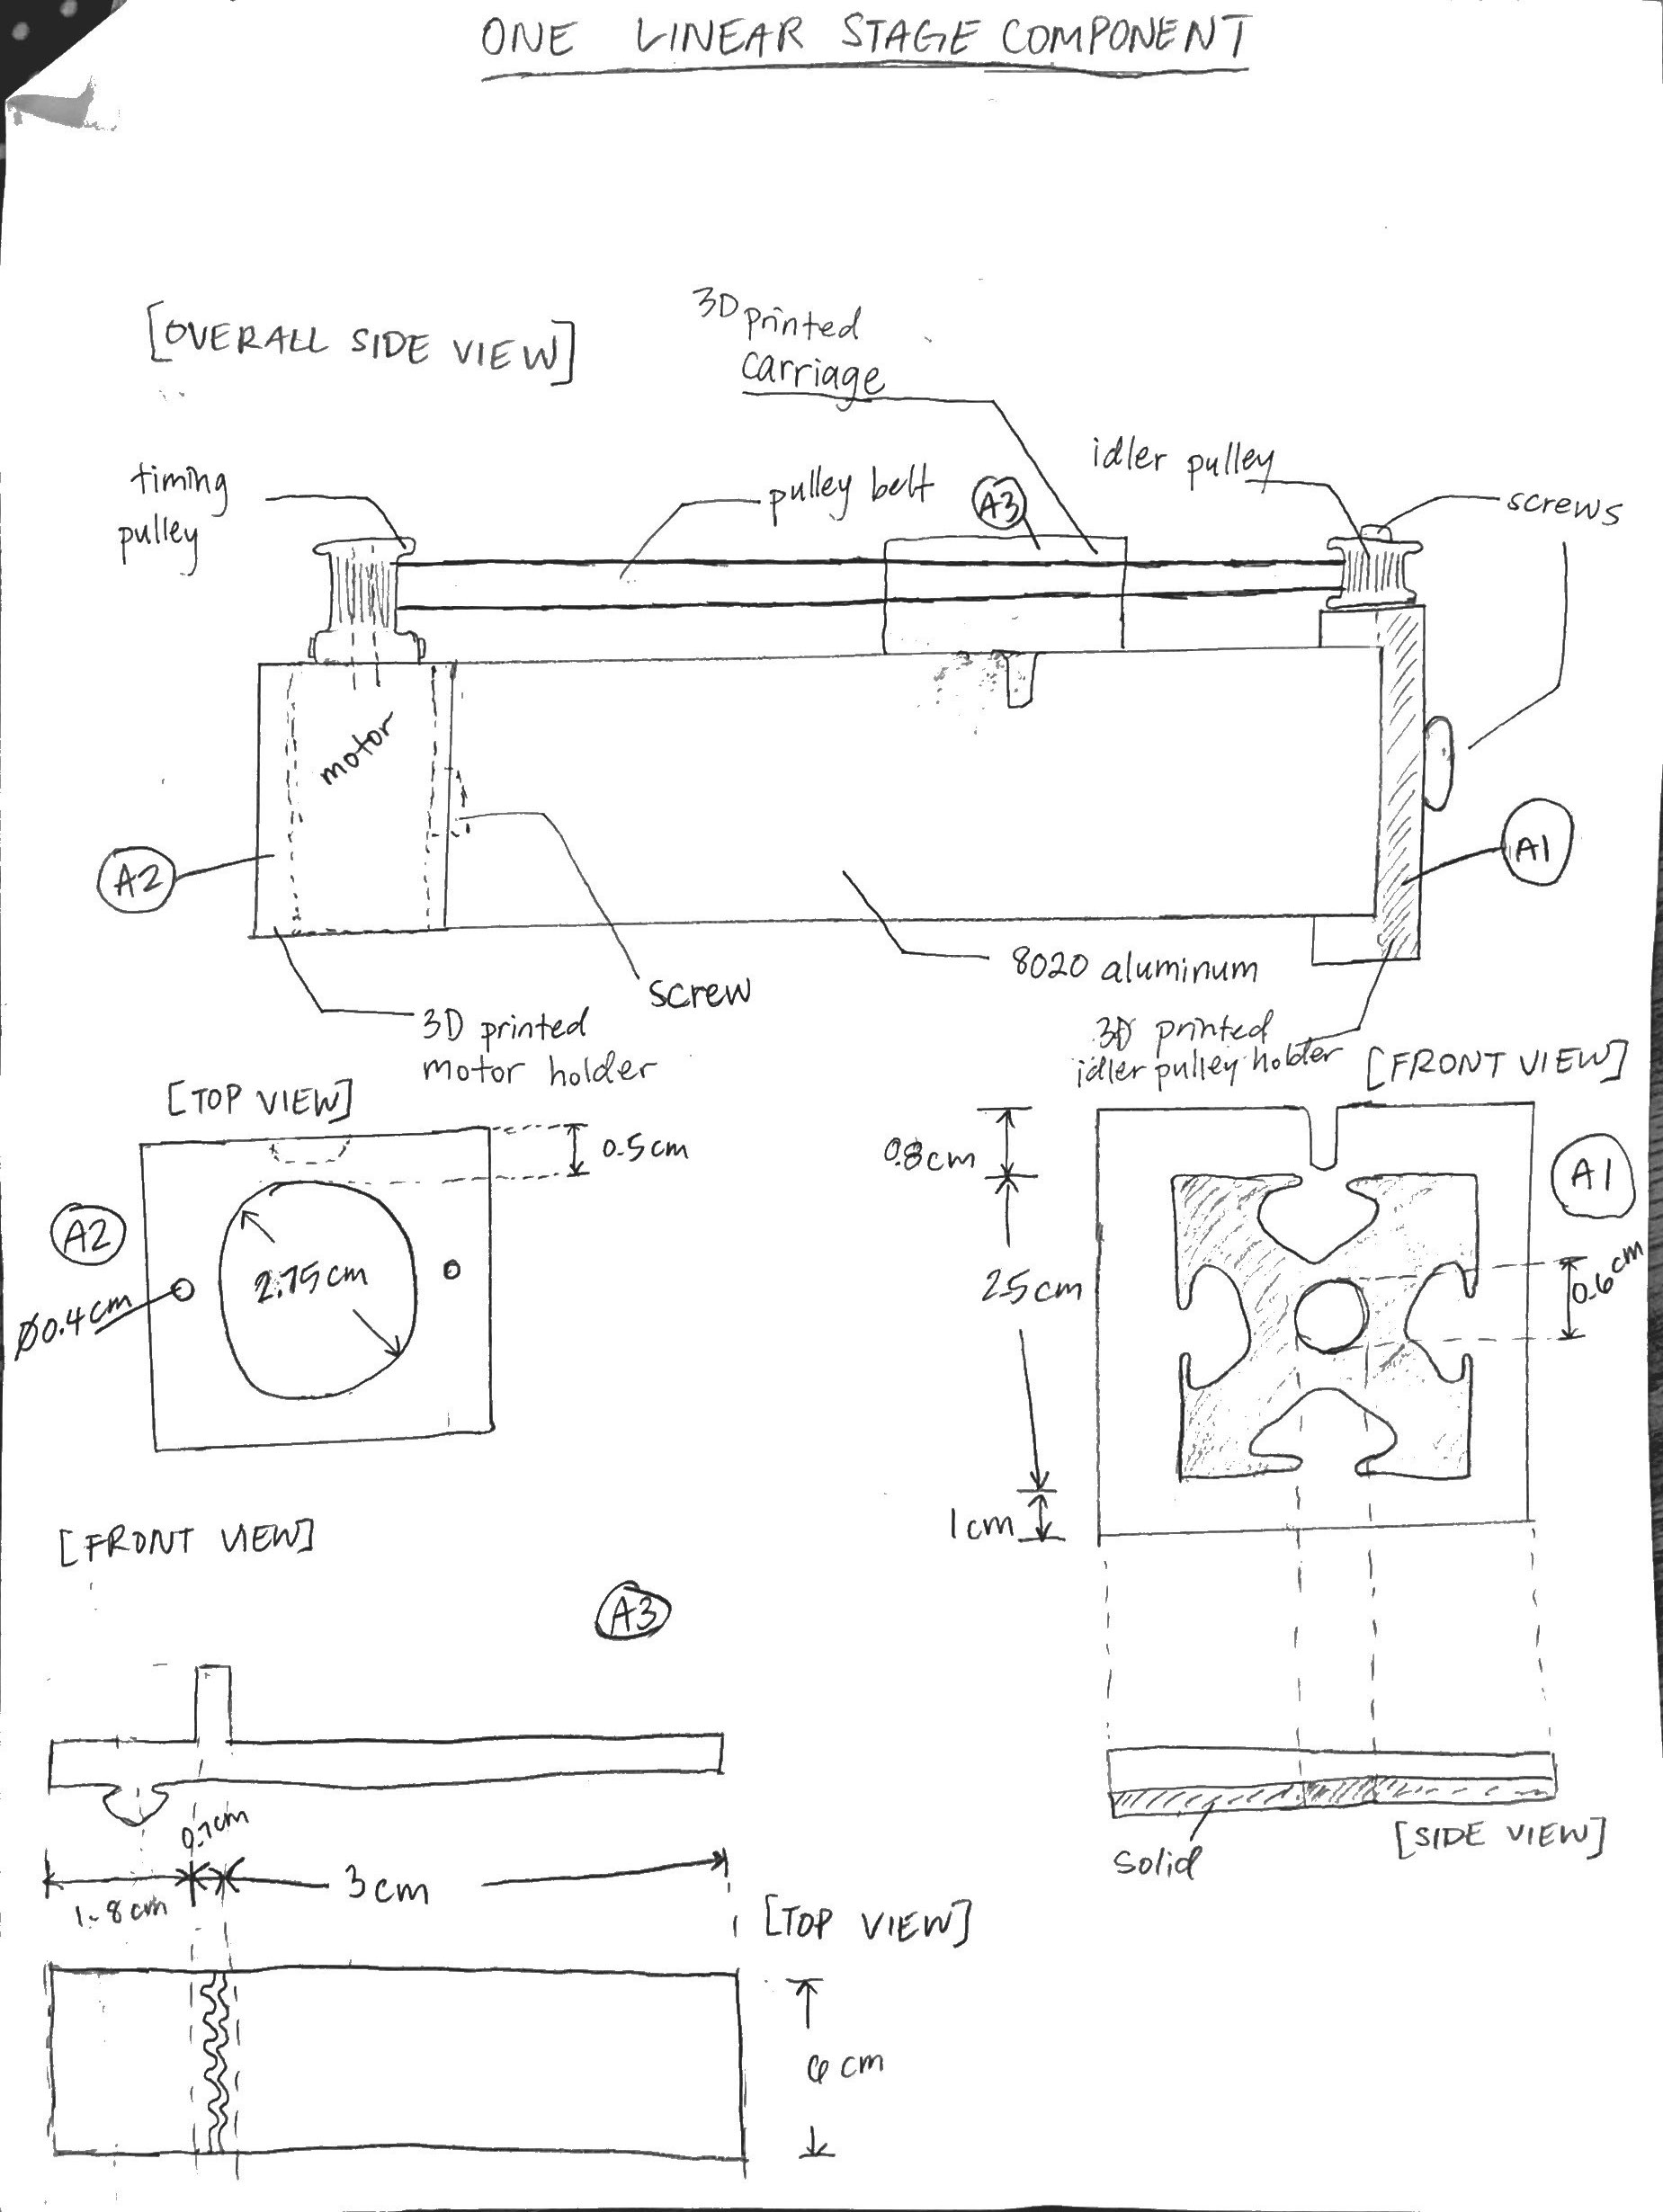 ONE LINEAR STAGE COMPONENT
[OVERALL SIDE VIEW]
3D printed
carriage
timing
pulley
pulley belt
A3
idler pulley
screws
motor
A2
A1
screw
8020 aluminum
3D printed
motor holder
3D printed
idler pulley holder
[TOP VIEW]
0.5cm
A2
2.75cm
Ø0.4cm
[FRONT VIEW]
0.8cm
A1
2.5cm
0.6cm
1cm
[FRONT VIEW]
A3
0.7cm
1.8cm
3cm
solid
[SIDE VIEW]
[TOP VIEW]
6cm